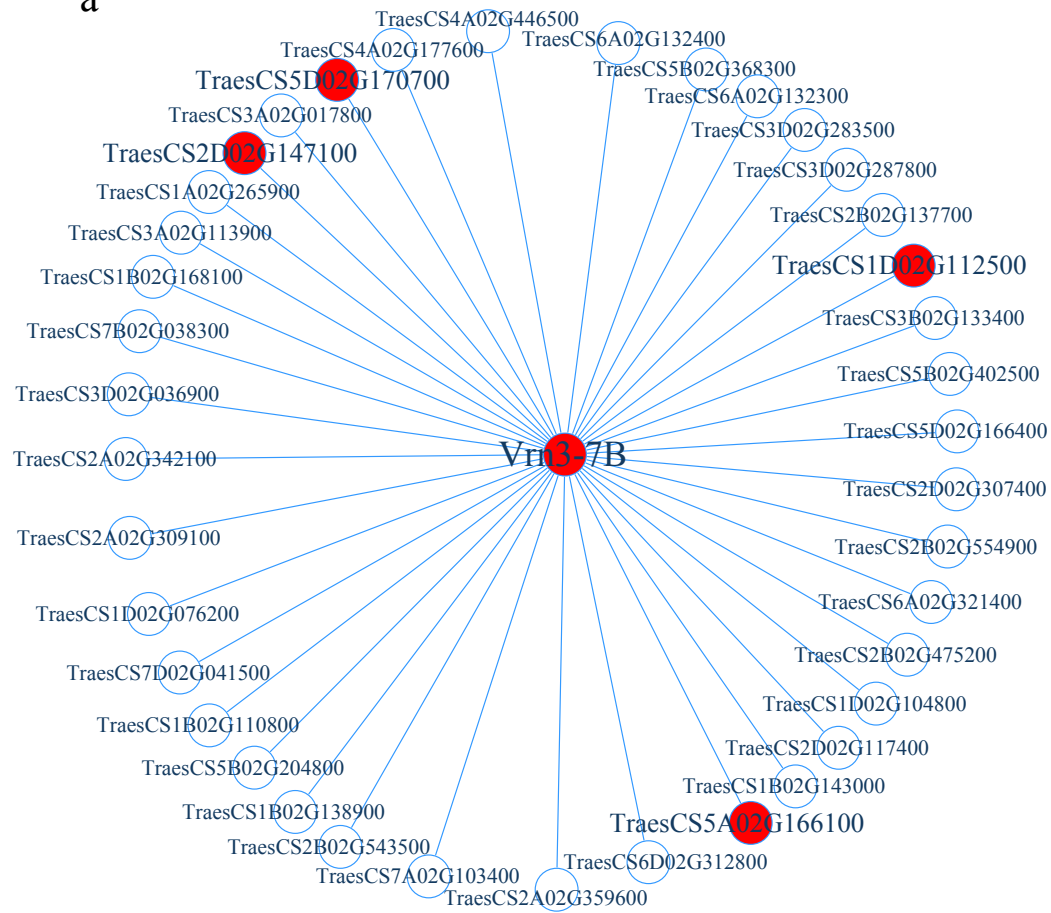 a
TraesCS4A02G446500
TraesCS6A02G132400
TraesCS4A02G177600
TraesCS5B02G368300
TraesCS5D02G170700
TraesCS6A02G132300
TraesCS3A02G017800
TraesCS3D02G283500
TraesCS2D02G147100
TraesCS3D02G287800
TraesCS1A02G265900
TraesCS2B02G137700
TraesCS3A02G113900
TraesCS1D02G112500
TraesCS1B02G168100
TraesCS3B02G133400
TraesCS7B02G038300
TraesCS5B02G402500
TraesCS3D02G036900
TraesCS5D02G166400
Vrn3-7B
TraesCS2A02G342100
TraesCS2D02G307400
TraesCS2A02G309100
TraesCS2B02G554900
TraesCS6A02G321400
TraesCS1D02G076200
TraesCS2B02G475200
TraesCS7D02G041500
TraesCS1D02G104800
TraesCS1B02G110800
TraesCS2D02G117400
TraesCS5B02G204800
TraesCS1B02G143000
TraesCS1B02G138900
TraesCS5A02G166100
TraesCS2B02G543500
TraesCS6D02G312800
TraesCS7A02G103400
TraesCS2A02G359600